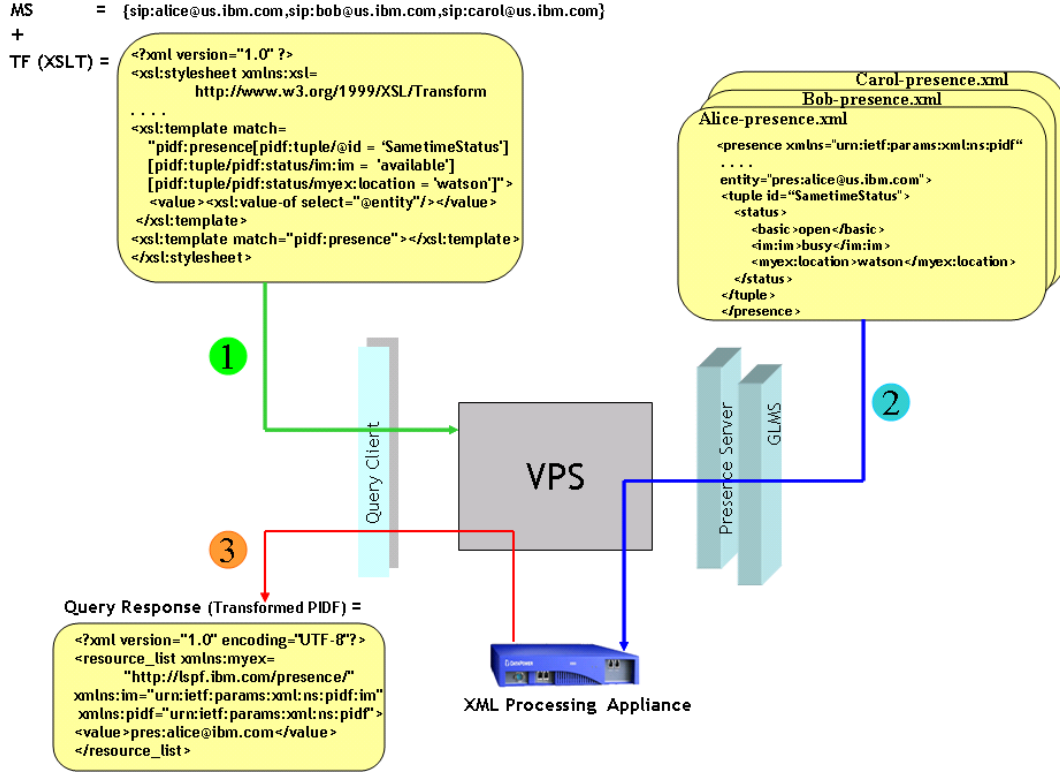 MS = {sip:alice@us.ibm.com,sip:bob@us.ibm.com,sip:carol@us.ibm.com}
+
TF (XSLT) =
<?xml version="1.0" ?>
<xsl:stylesheet xmlns:xsl=
http://www.w3.org/1999/XSL/Transform
. . . .
<xsl:template match=
"pidf:presence[pidf:tuple/@id = 'SametimeStatus']
[pidf:tuple/pidf:status/im:im = 'available']
[pidf:tuple/pidf:status/myex:location = 'watson']">
<value><xsl:value-of select="@entity"/></value>
</xsl:template>
<xsl:template match="pidf:presence"></xsl:template>
</xsl:stylesheet>
Carol-presence.xml
Bob-presence.xml
Alice-presence.xml
<presence xmlns="urn:ietf:params:xml:ns:pidf"
. . . .
entity="pres:alice@us.ibm.com">
<tuple id="SametimeStatus">
<status>
<basic>open</basic>
<im:im>busy</im:im>
<myex:location>watson</myex:location>
</status>
</tuple>
</presence>
1
2
Query Client
VPS
Presence Server
GLMS
3
Query Response (Transformed PIDF) =
<?xml version="1.0" encoding="UTF-8"?>
<resource_list xmlns:myex=
"http://lspf.ibm.com/presence/"
xmlns:im="urn:ietf:params:xml:ns:pidf:im"
xmlns:pidf="urn:ietf:params:xml:ns:pidf">
<value>pres:alice@ibm.com</value>
</resource_list>
DATAPOWER
XML Processing Appliance